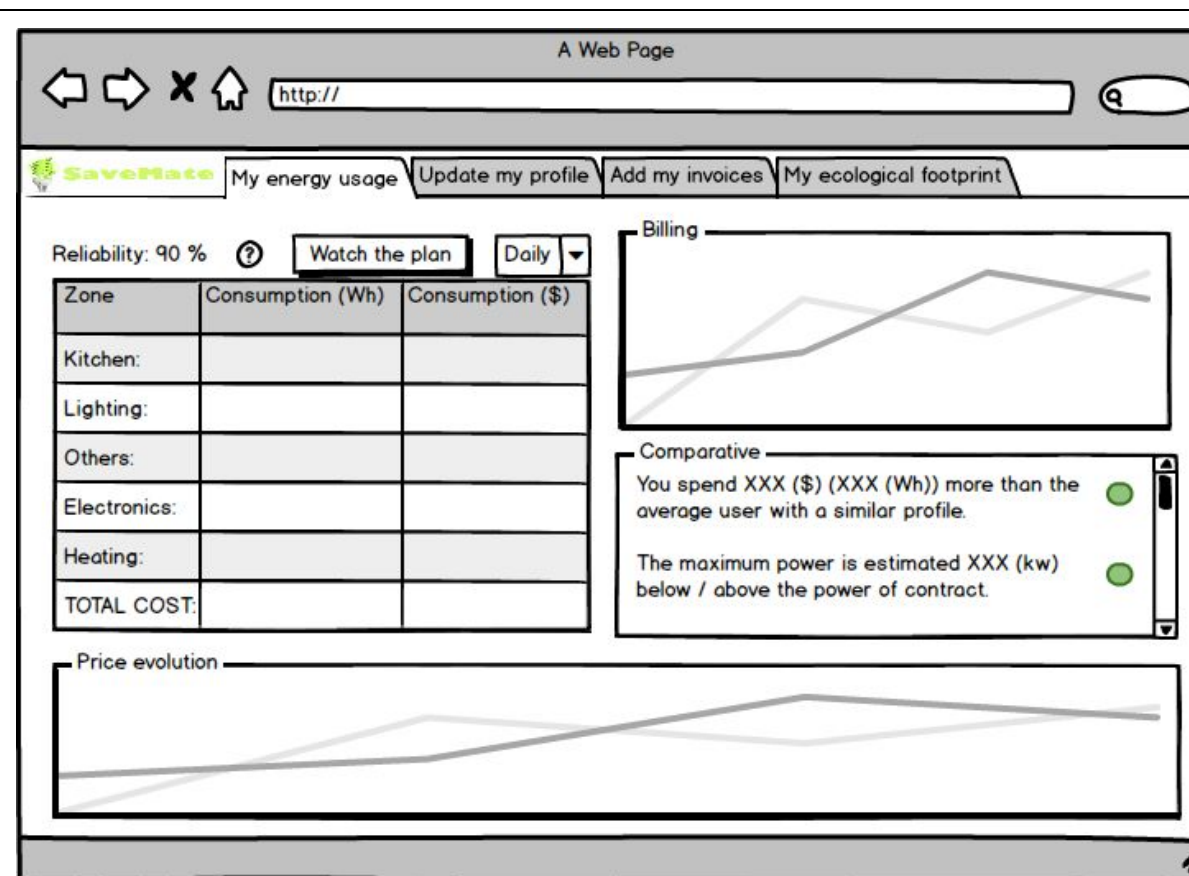 A Web Page
http://
SaveMate
My energy usage
Update my profile
Add my invoices
My ecological footprint
Reliability: 90 %
?
Watch the plan
Daily
Zone
Consumption (Wh)
Consumption ($)
Kitchen:
Lighting:
Others:
Electronics:
Heating:
TOTAL COST:
Billing
Comparative
You spend XXX ($) (XXX (Wh)) more than the
average user with a similar profile.
The maximum power is estimated XXX (kw)
below / above the power of contract.
Price evolution